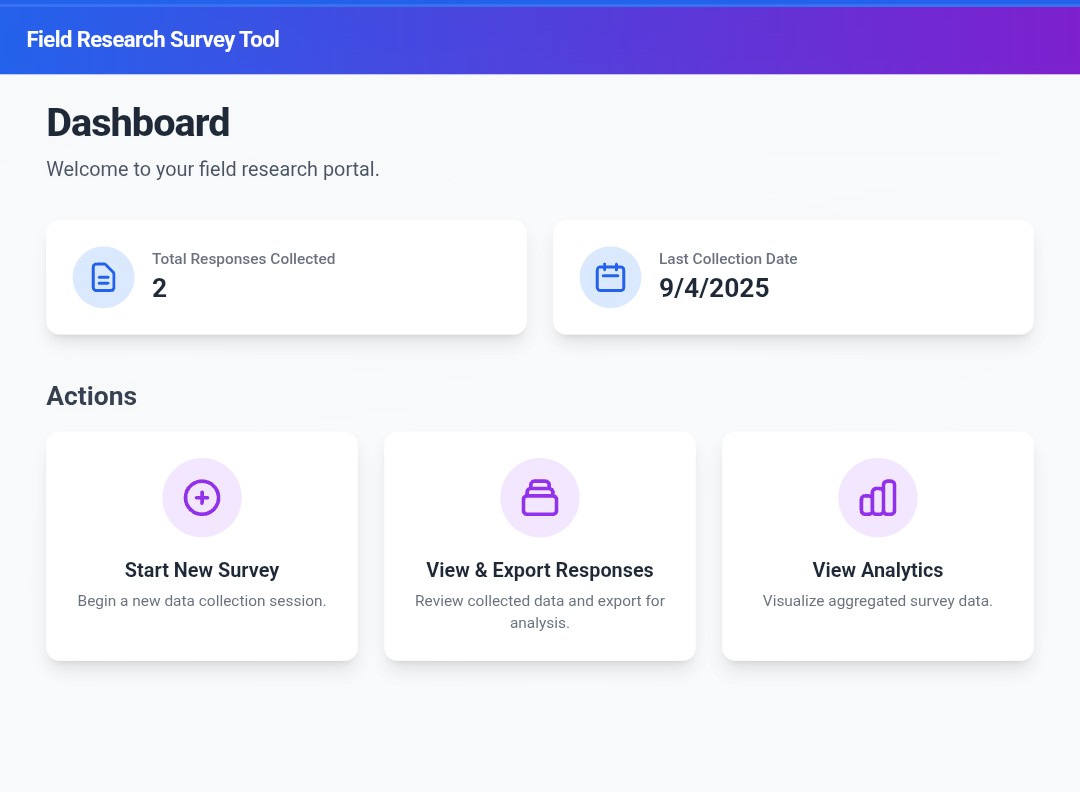 Field Research Survey Tool
Dashboard
Welcome to your field research portal.
Total Responses Collected
2
Last Collection Date
9/4/2025
Actions
Start New Survey
Begin a new data collection session.
View & Export Responses
Review collected data and export for
analysis.
View Analytics
Visualize aggregated survey data.